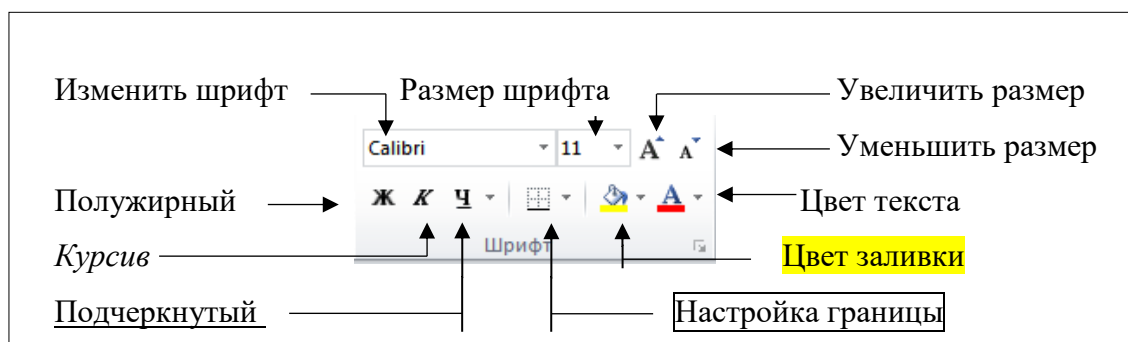 Изменить шрифт Размер шрифта Увеличить размер
Calibri 11 A A Уменьшить размер
Полужирный Ж К Ч A Цвет текста
Курсив Шрифт Цвет заливки
Подчеркнутый Настройка границы